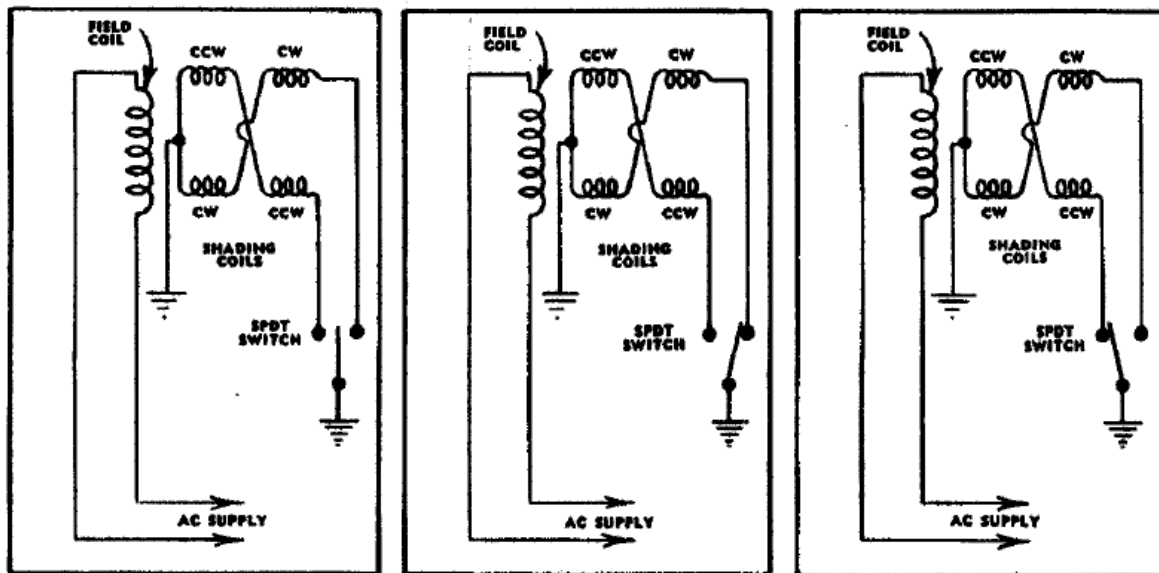 FIELD
COIL
CCW
CW
CW
CCW
SHADING
COILS
SPDT
SWITCH
AC SUPPLY
FIELD
COIL
CCW
CW
CW
CCW
SHADING
COILS
SPDT
SWITCH
AC SUPPLY
FIELD
COIL
CCW
CW
CW
CCW
SHADING
COILS
SPDT
SWITCH
AC SUPPLY